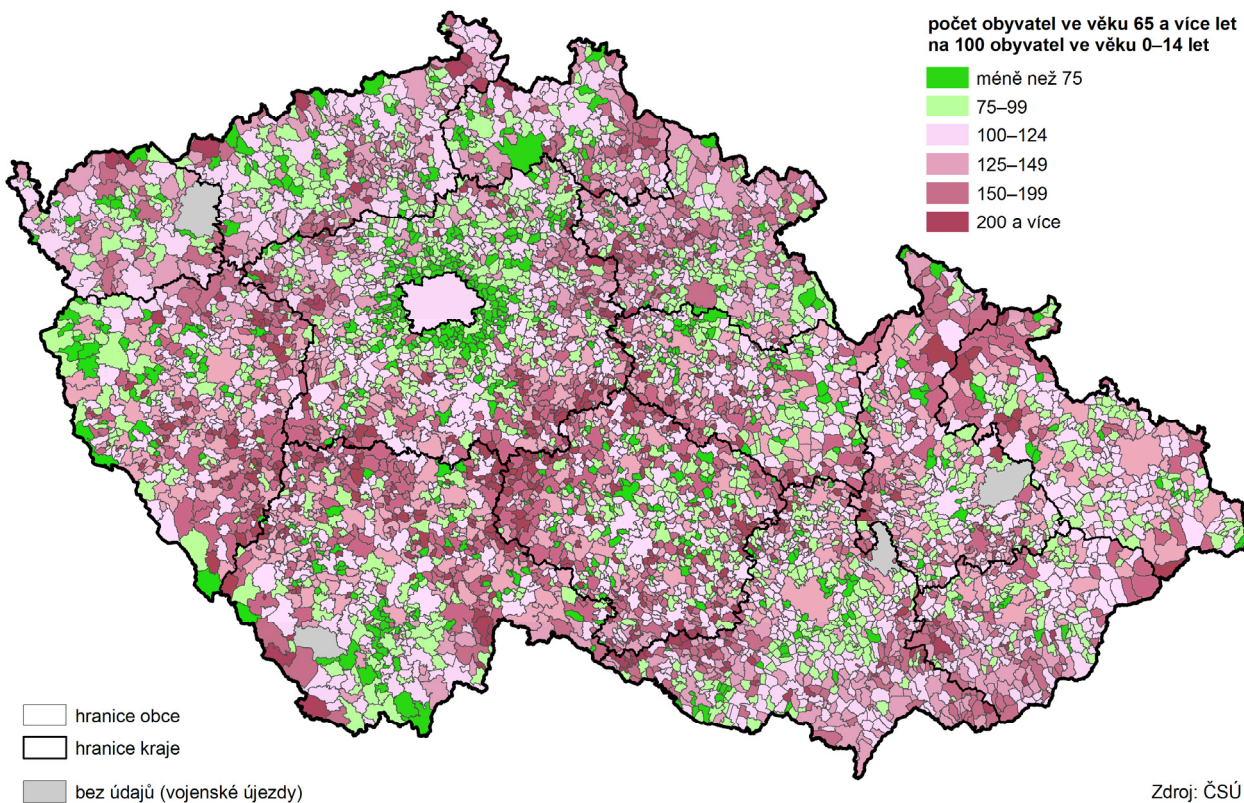 počet obyvatel ve věku 65 a více let
na 100 obyvatel ve věku 0–14 let
méně než 75
75–99
100–124
125–149
150–199
200 a více
hranice obce
hranice kraje
bez údajů (vojenské újezdy)
Zdroj: ČSÚ